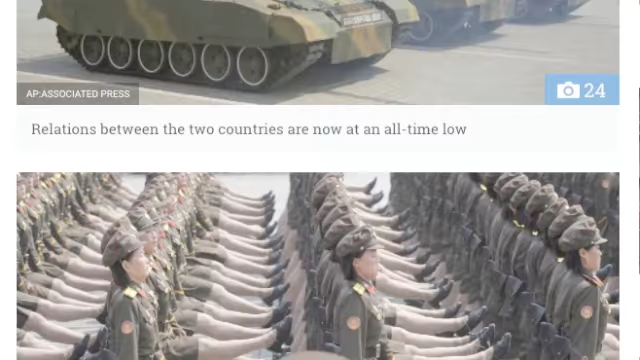 AP:ASSOCIATED PRESS
24
Relations between the two countries are now at an all-time low